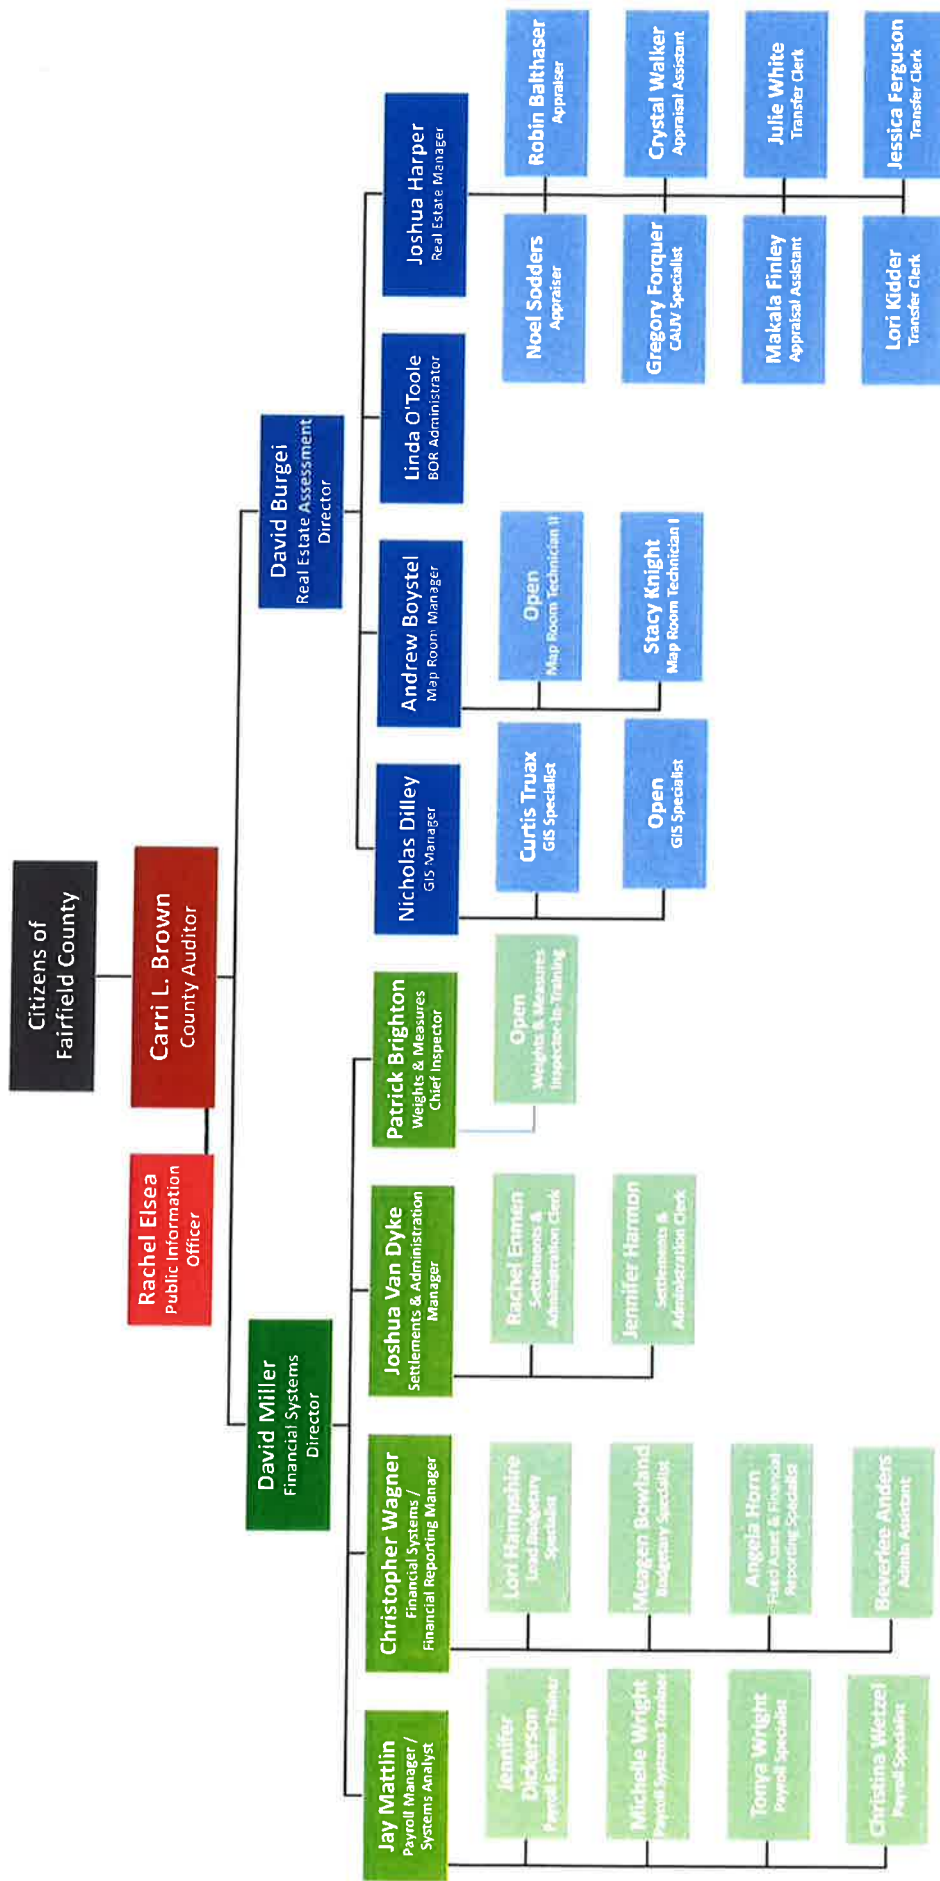 Citizens of
Fairfield County
Carri L. Brown
County Auditor
Rachel Elsea
Public Information
Officer
David Miller
Financial Systems
Director
David Burgei
Real Estate Assessment
Director
Jay Mattlin
Payroll Manager /
Systems Analyst
Christopher Wagner
Financial Systems /
Financial Reporting Manager
Joshua Van Dyke
Settlements & Administration
Manager
Patrick Brighton
Weights & Measures
Chief Inspector
Nicholas Dilley
GIS Manager
Andrew Boystel
Map Room Manager
Linda O'Toole
BOR Administrator
Joshua Harper
Real Estate Manager
Jennifer
Dickerson
Payroll Systems Trainer
Michelle Wright
Payroll Systems Trainer
Tonya Wright
Payroll Specialist
Christina Wetzel
Payroll Specialist
Lori Hampshire
Lead Budgetary
Specialist
Meagen Bowland
Budgetary Specialist
Angela Horn
Fixed Asset & Financial
Reporting Specialist
Beverlee Anders
Admin Assistant
Rachel Enmen
Settlements &
Administration Clerk
Jennifer Harmon
Settlements &
Administration Clerk
Open
Weights & Measures
Inspector In-Training
Curtis Truax
GIS Specialist
Open
GIS Specialist
Open
Map Room Technician II
Stacy Knight
Map Room Technician I
Noel Sodders
Appraiser
Robin Balthaser
Appraiser
Gregory Forquer
CAUV Specialist
Crystal Walker
Appraisal Assistant
Makala Finley
Appraisal Assistant
Julie White
Transfer Clerk
Lori Kidder
Transfer Clerk
Jessica Ferguson
Transfer Clerk